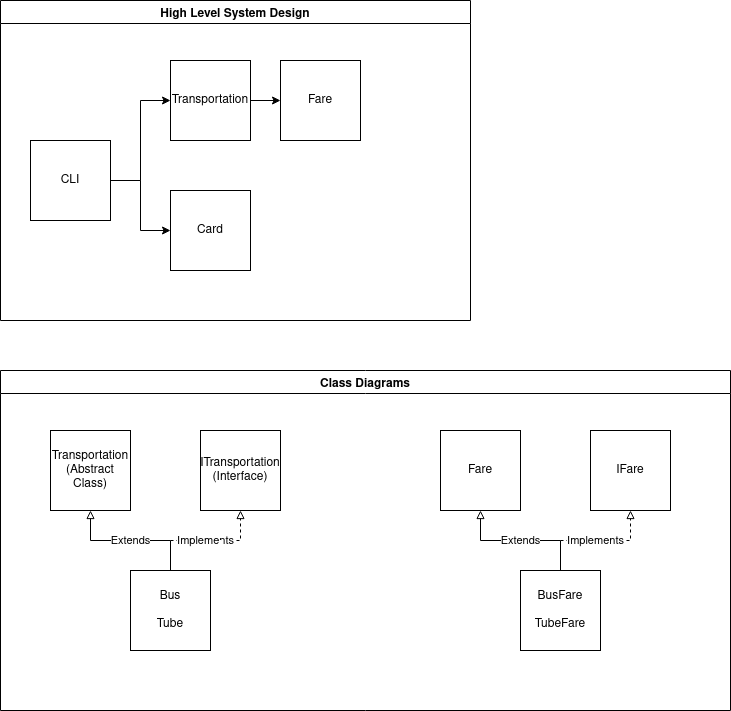 High Level System Design
Transportation
Fare
CLI
Card
Class Diagrams
Transportation
(Abstract
Class)
ITransportation
(Interface)
Fare
IFare
Extends
Implements
Extends
Implements
Bus
Tube
BusFare
TubeFare